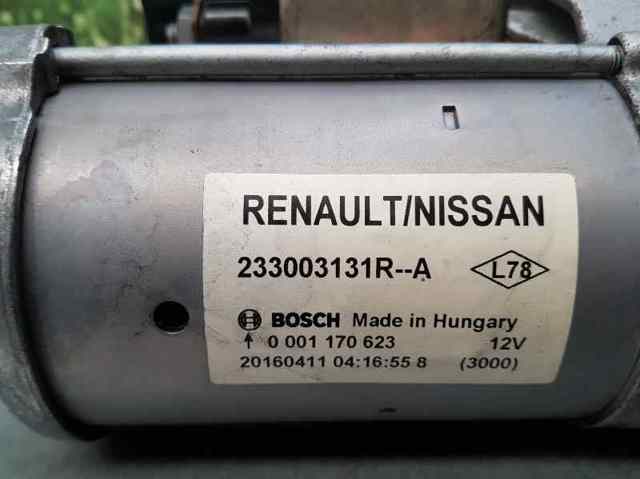 RENAULT/NISSAN
233003131R--A L78
BOSCH Made in Hungary
0 001 170 623 12V
20160411 04:16:55 8 (3000)